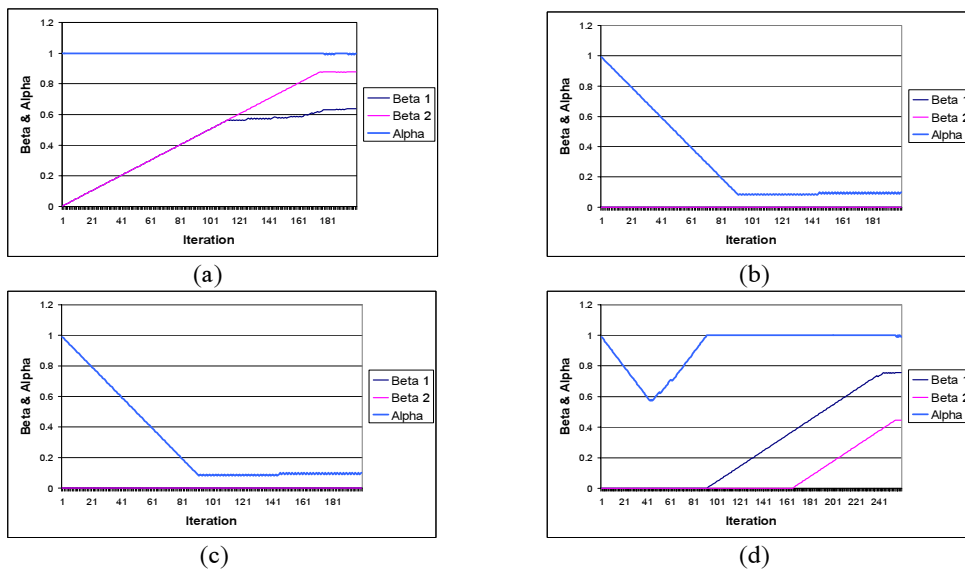 1.2
1
0.8
0.6
0.4
0.2
0
Beta & Alpha
1 21 41 61 81 101 121 141 161 181
Iteration
Beta 1
Beta 2
Alpha
(a)
1.2
1
0.8
0.6
0.4
0.2
0
Beta & Alpha
1 21 41 61 81 101 121 141 161 181
Iteration
Beta 1
Beta 2
Alpha
(b)
1.2
1
0.8
0.6
0.4
0.2
0
Beta & Alpha
1 21 41 61 81 101 121 141 161 181
Iteration
Beta 1
Beta 2
Alpha
(c)
1.2
1
0.8
0.6
0.4
0.2
0
Beta & Alpha
1 21 41 61 81 101 121 141 161 181 201 221 241
Iteration
Beta 1
Beta 2
Alpha
(d)